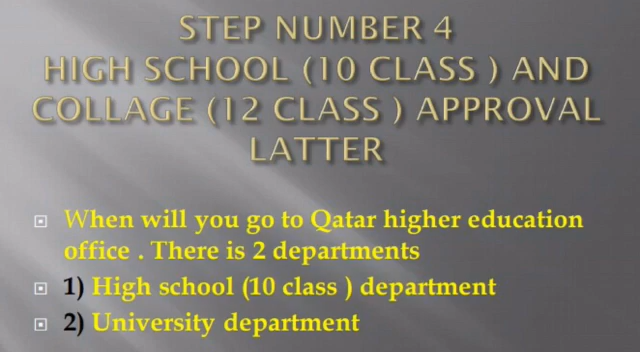 STEP NUMBER 4
HIGH SCHOOL (10 CLASS ) AND
COLLAGE (12 CLASS ) APPROVAL
LATTER
When will you go to Qatar higher education
office . There is 2 departments
1) High school (10 class ) department
2) University department